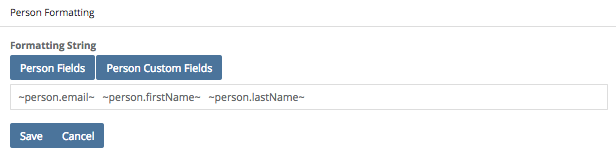 Person Formatting
Formatting String
Person Fields Person Custom Fields
~person.email~ ~person.firstName~ ~person.lastName~
Save Cancel